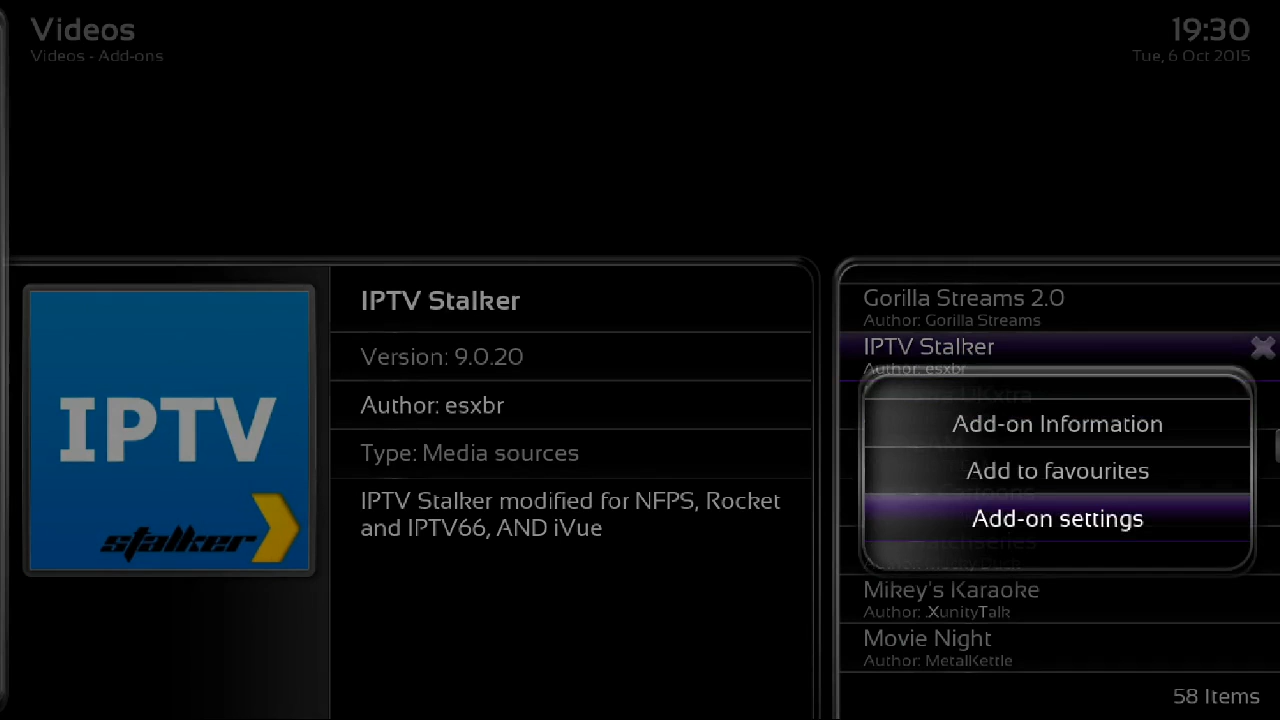 Videos
Videos - Add-ons
19:30
Tue, 6 Oct 2015
IPTV
stalker
IPTV Stalker
Version: 9.0.20
Author: esxbr
Type: Media sources
IPTV Stalker modified for NFPS, Rocket
and IPTV66, AND iVue
Gorilla Streams 2.0
Author: Gorilla Streams
IPTV Stalker
Author: esxbr
Add-on Information
Add to favourites
Add-on settings
Mikey's Karaoke
Author: .XunityTalk
Movie Night
Author: MetalKettle
58 Items